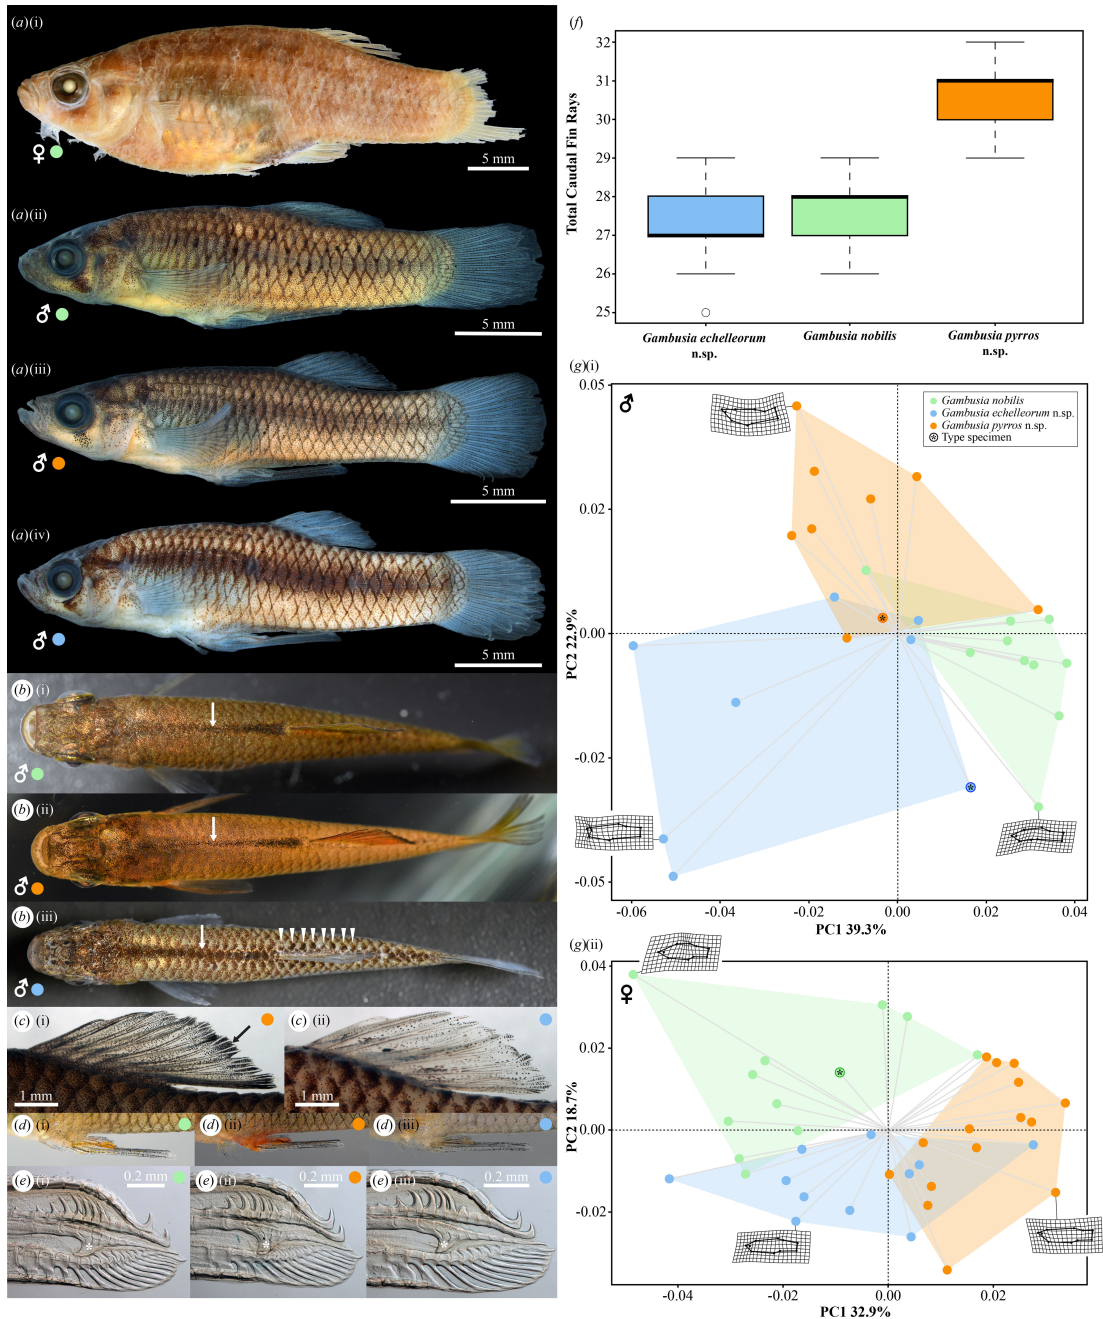 (a)(i)
♀
5 mm
(a)(ii)
♂
5 mm
(a)(iii)
♂
5 mm
(a)(iv)
♂
5 mm
(b) (i)
♂
(b) (ii)
♂
(b) (iii)
♂
(c) (i)
1 mm
(c) (ii)
1 mm
(d) (i)
(d) (ii)
(d) (iii)
(e) (i)
0.2 mm
*
(e) (ii)
0.2 mm
*
(e) (iii)
0.2 mm
*
(f)
Total Caudal Fin Rays
32
31
30
29
28
27
26
25
Gambusia echelleorum
n.sp.
Gambusia nobilis
Gambusia pyrros
n.sp.
(g)(i)
♂
Gambusia nobilis
Gambusia echelleorum n.sp.
Gambusia pyrros n.sp.
Type specimen
PC2 22.9%
0.05
0.02
0.00
-0.02
-0.05
-0.06
-0.04
-0.02
0.00
0.02
0.04
PC1 39.3%
(g)(ii)
♀
PC2 18.7%
0.04
0.02
0.00
-0.02
-0.04
-0.02
0.00
0.02
PC1 32.9%